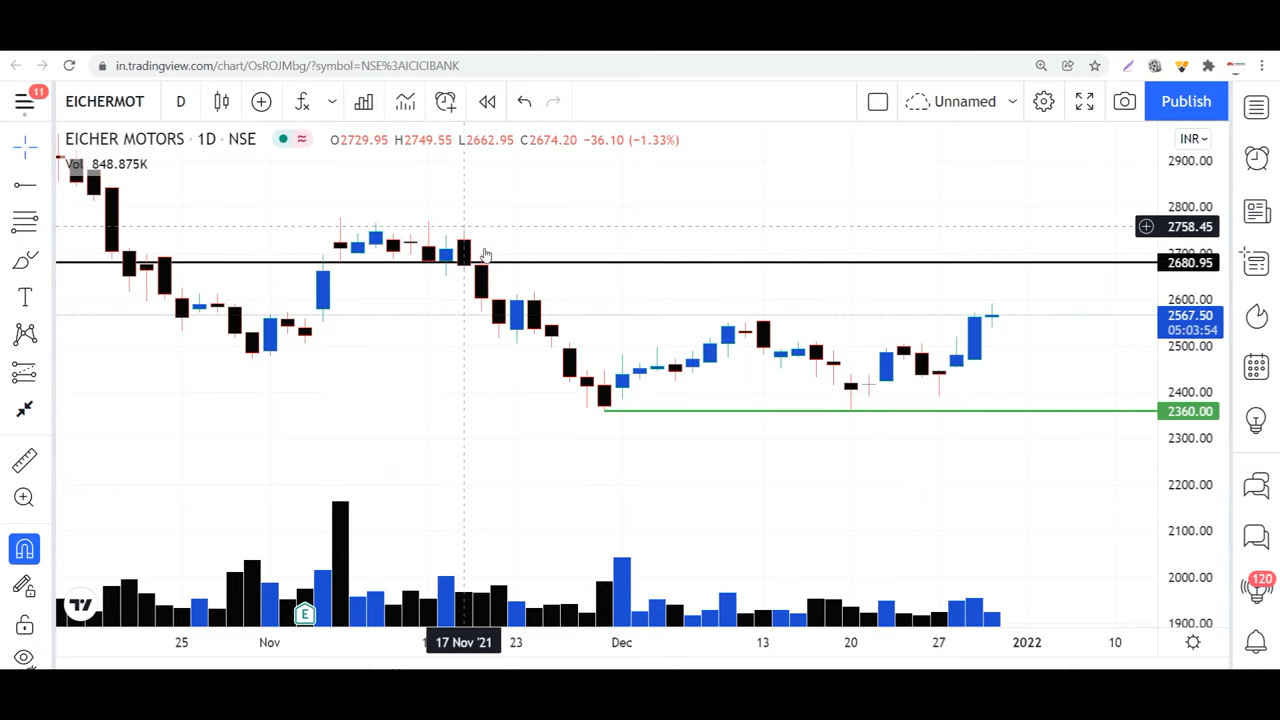 in.tradingview.com/chart/OsROJMbg/?symbol=NSE%3AICICIBANK
11
EICHERMOT
D
Unnamed
Publish
EICHER MOTORS · 1D · NSE
O2729.95 H2749.55 L2662.95 C2674.20 −36.10 (−1.33%)
INR
Vol 848.875K
2900.00
2800.00
2758.45
2700.00
2680.95
2600.00
2567.50
05:03:54
2500.00
2400.00
2360.00
2300.00
2200.00
2100.00
2000.00
1900.00
120
E
25
Nov
17 Nov '21
23
Dec
13
20
27
2022
10